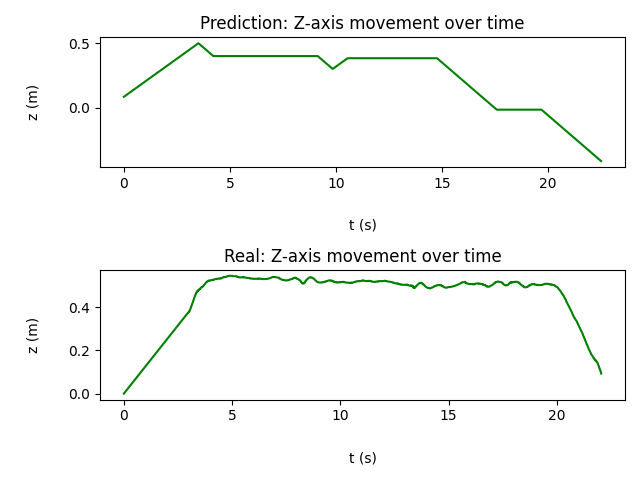 Prediction: Z-axis movement over time
0.5
0.0
z (m)
0 5 10 15 20
t (s)
Real: Z-axis movement over time
0.4
0.2
0.0
z (m)
0 5 10 15 20
t (s)